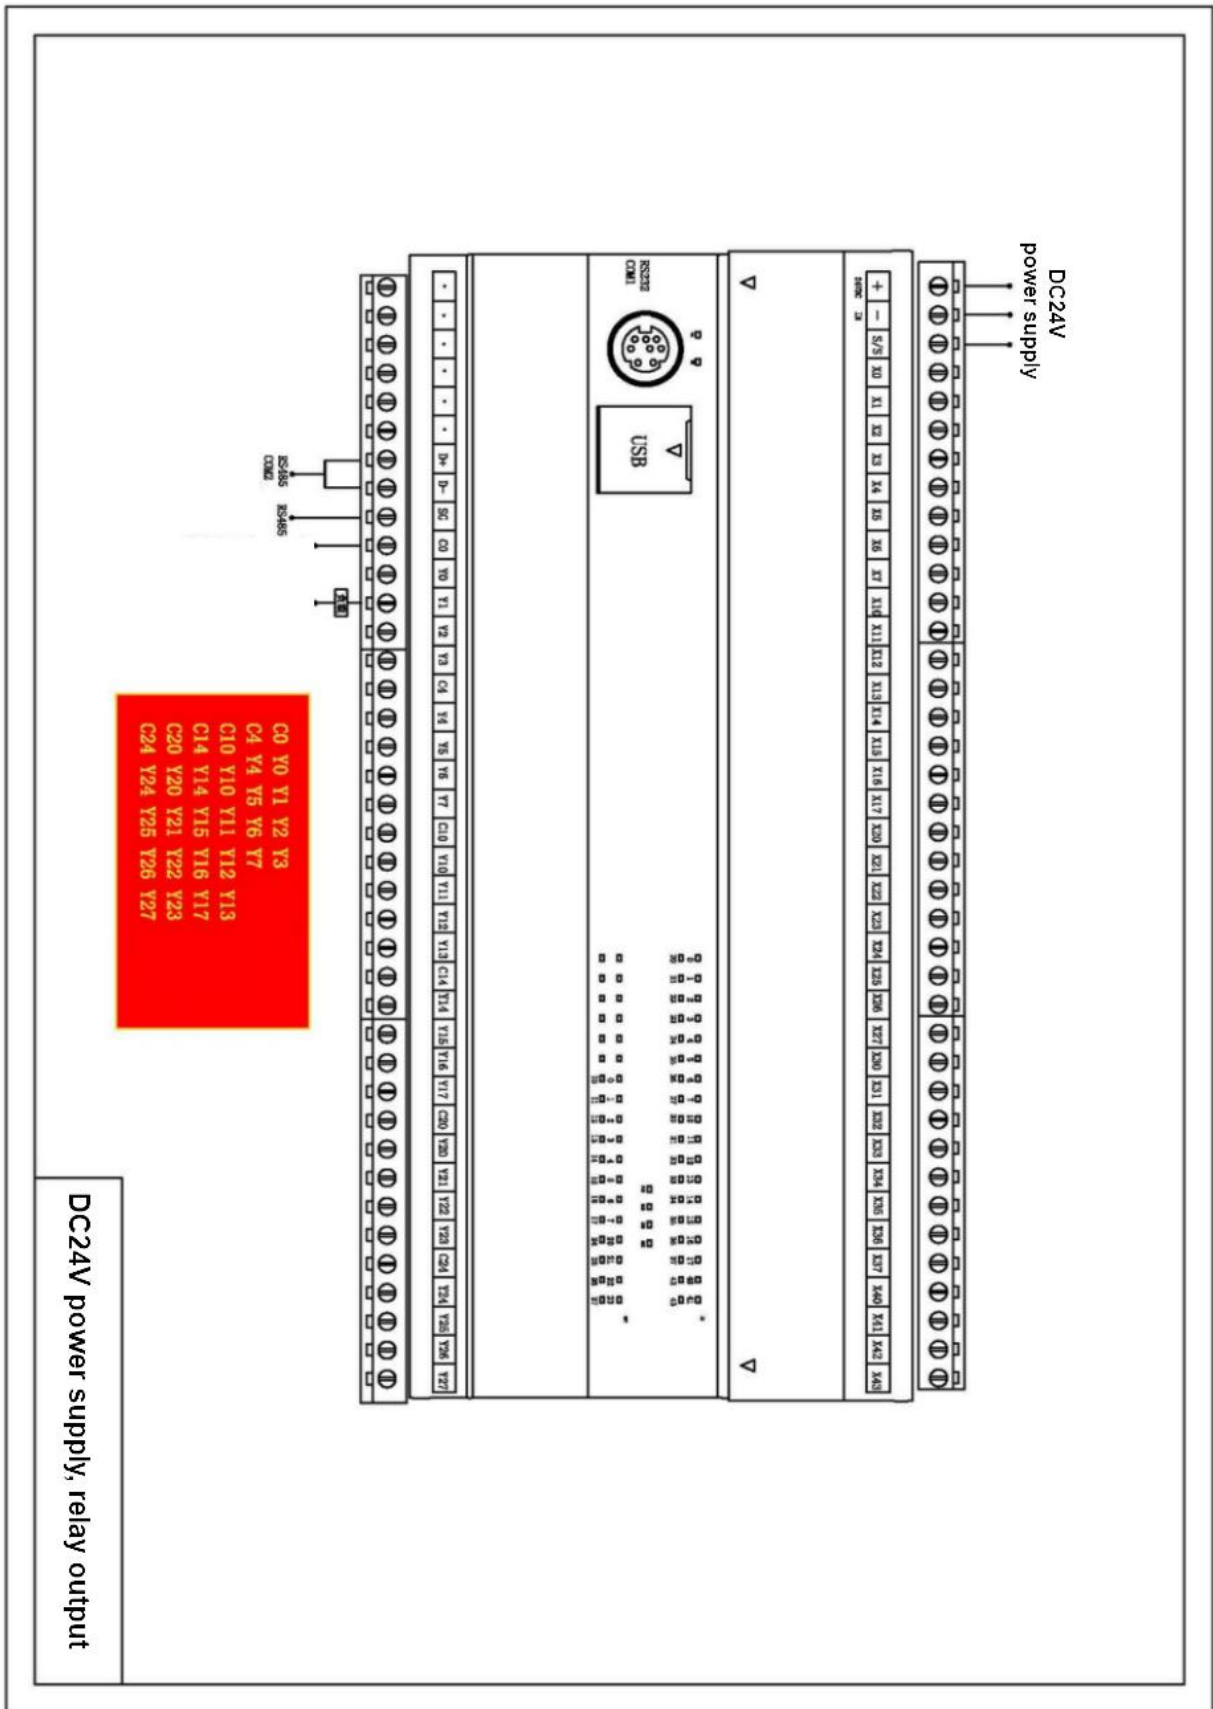 DC24V
power supply
+
-
S/S
X0
X1
X2
X3
X4
X5
X6
X7
X10
X11
X12
X13
X14
X15
X16
X17
X20
X21
X22
X23
X24
X25
X26
X27
X30
X31
X32
X33
X34
X35
X36
X37
X40
X41
X42
X43
RS232
COM1
USB
D+
D-
SG
C0
Y0
Y1
Y2
Y3
C4
Y4
Y5
Y6
Y7
C10
Y10
Y11
Y12
Y13
C14
Y14
Y15
Y16
Y17
C20
Y20
Y21
Y22
Y23
C24
Y24
Y25
Y26
Y27
RS485
COM2
RS485
C0 Y0 Y1 Y2 Y3
C4 Y4 Y5 Y6 Y7
C10 Y10 Y11 Y12 Y13
C14 Y14 Y15 Y16 Y17
C20 Y20 Y21 Y22 Y23
C24 Y24 Y25 Y26 Y27
DC24V power supply, relay output